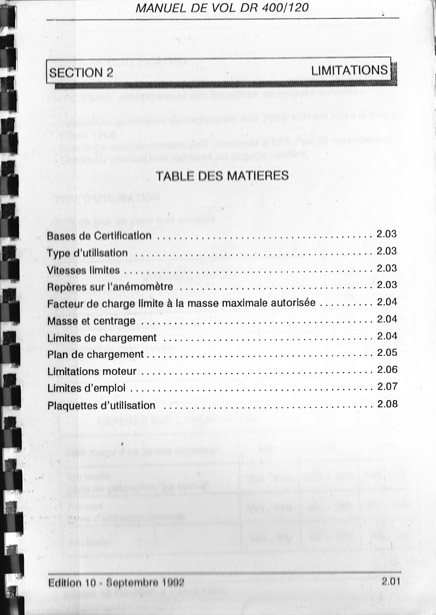 MANUEL DE VOL DR 400/120
SECTION 2 LIMITATIONS
TABLE DES MATIERES
Bases de Certification ........................................ 2.03
Type d'utilisation ........................................ 2.03
Vitesses limites ........................................ 2.03
Repères sur l'anémomètre ........................................ 2.03
Facteur de charge limite à la masse maximale autorisée .......... 2.04
Masse et centrage ........................................ 2.04
Limites de chargement ........................................ 2.04
Plan de chargement ........................................ 2.05
Limitations moteur ........................................ 2.06
Limites d'emploi ........................................ 2.07
Plaquettes d'utilisation ........................................ 2.08
Edition 10 - Septembre 1992 2.01